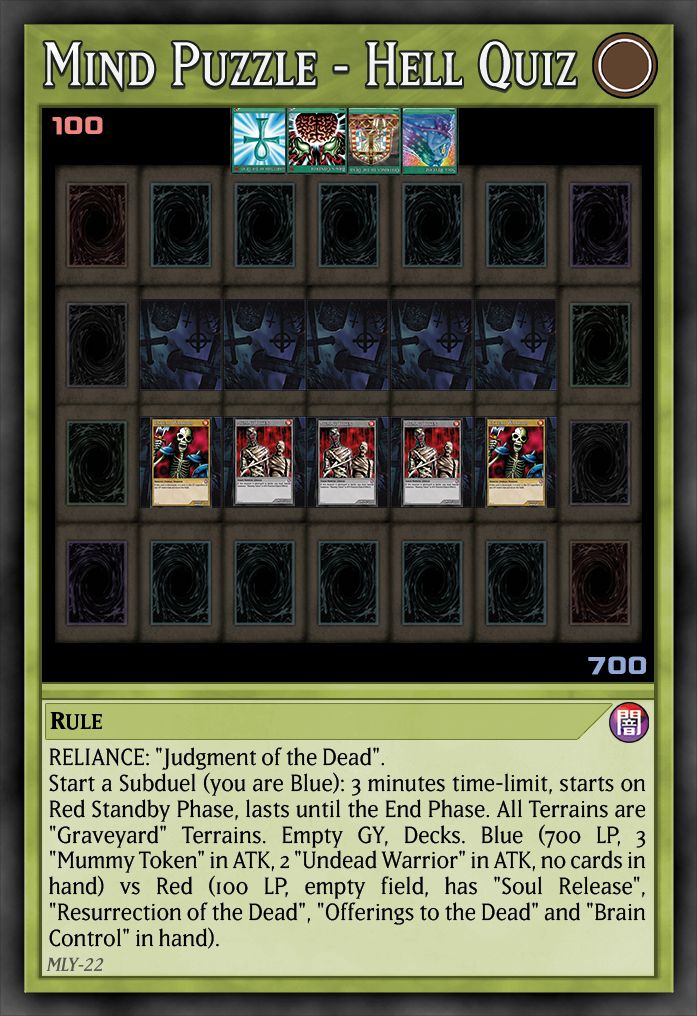 Mind Puzzle - Hell Quiz
100
700
Rule
闇
RELIANCE: "Judgment of the Dead".
Start a Subduel (you are Blue): 3 minutes time-limit, starts on
Red Standby Phase, lasts until the End Phase. All Terrains are
"Graveyard" Terrains. Empty GY, Decks. Blue (700 LP, 3
"Mummy Token" in ATK, 2 "Undead Warrior" in ATK, no cards in
hand) vs Red (100 LP, empty field, has "Soul Release",
"Resurrection of the Dead", "Offerings to the Dead" and "Brain
Control" in hand).
MLY-22